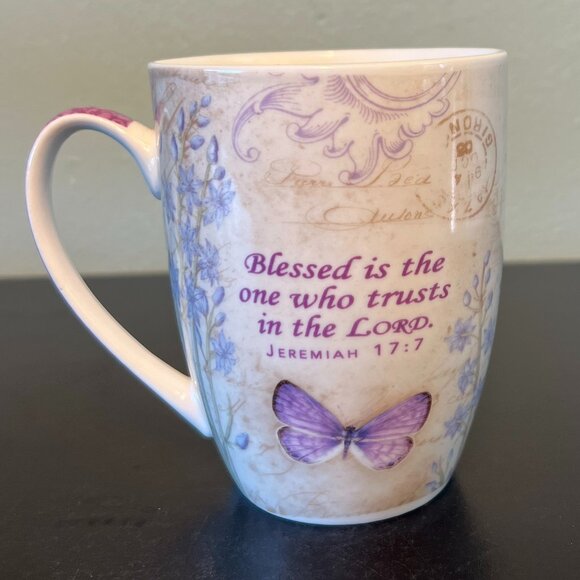 Blessed is the
one who trusts
in the LORD.
JEREMIAH 17:7